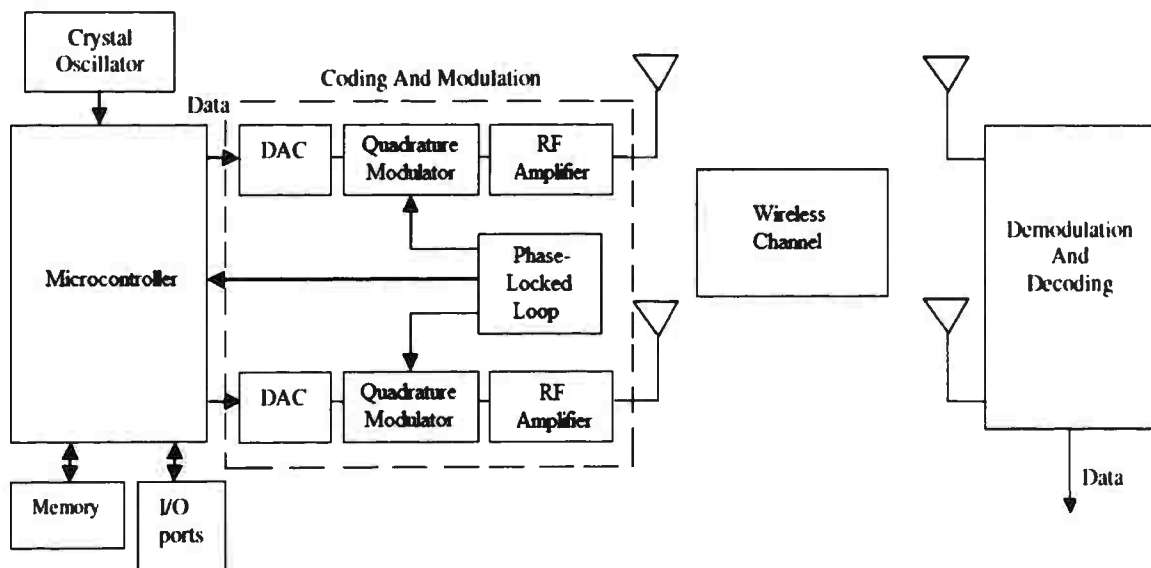 Crystal
Oscillator
Coding And Modulation
Data
DAC
Quadrature
Modulator
RF
Amplifier
Microcontroller
Phase-
Locked
Loop
Wireless
Channel
Demodulation
And
Decoding
DAC
Quadrature
Modulator
RF
Amplifier
Memory
I/O
ports
Data